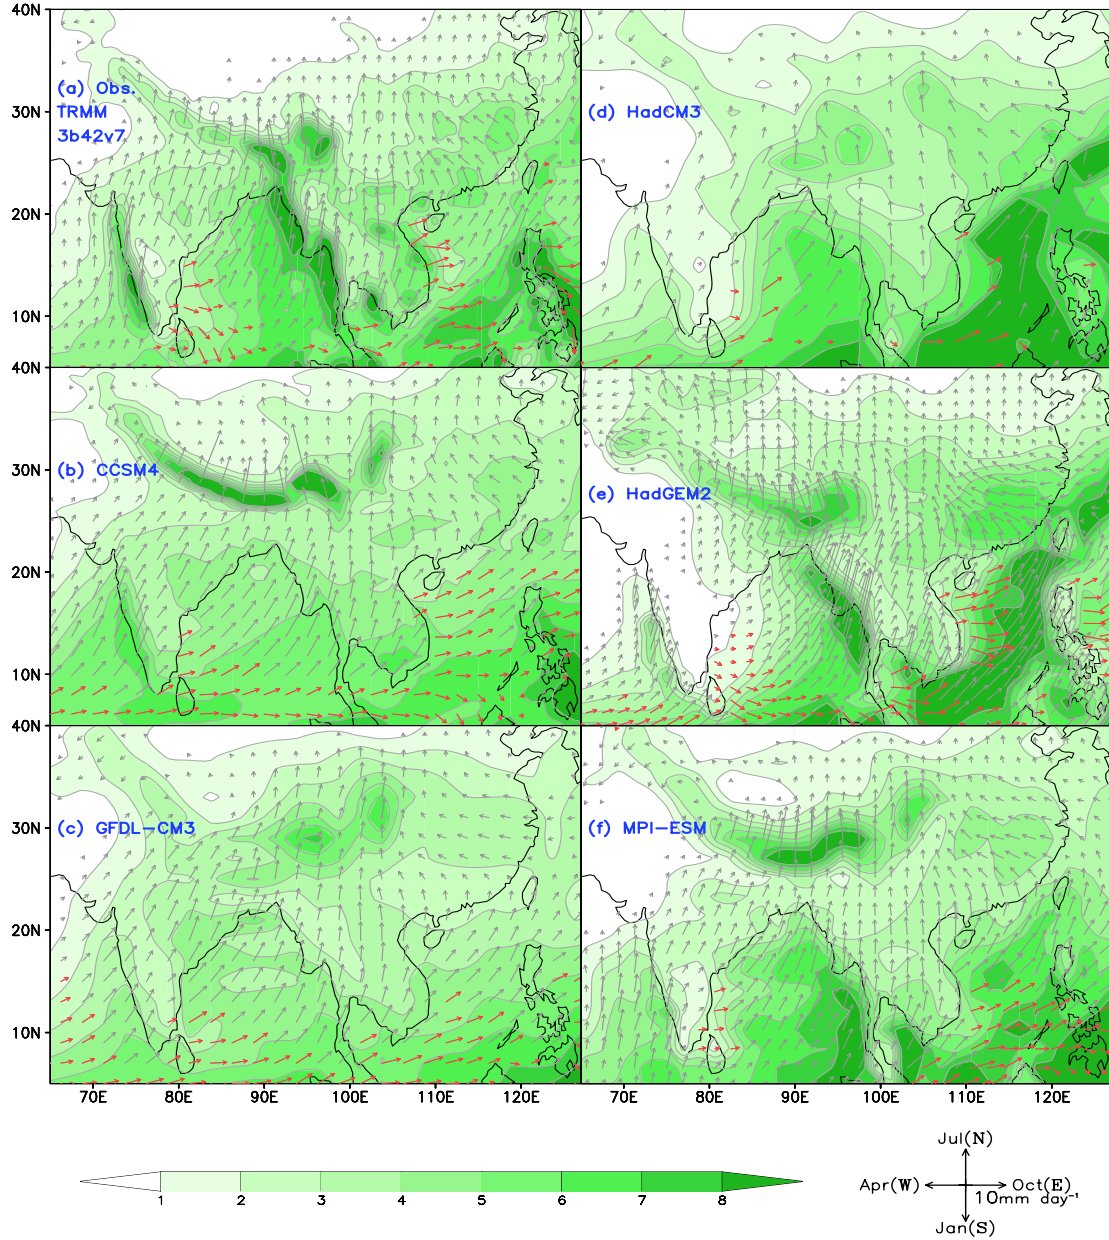 40N
(a) Obs.
TRMM
3b42v7
30N
20N
10N
(d) HadCM3
40N
(b) CCSM4
30N
20N
10N
(e) HadGEM2
40N
(c) GFDL-CM3
30N
20N
10N
(f) MPI-ESM
70E 80E 90E 100E 110E 120E
70E 80E 90E 100E 110E 120E
1 2 3 4 5 6 7 8
Jul(N)
Apr(W) Oct(E)
10mm day⁻¹
Jan(S)